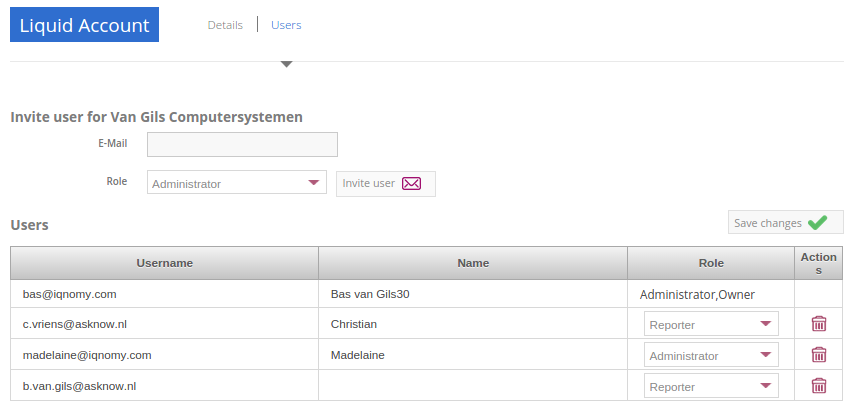 Liquid Account
Details
Users
Invite user for Van Gils Computersystemen
E-Mail
Role
Administrator
Invite user
Users
Save changes
Username Name Role Action
s
bas@iqnomy.com Bas van Gils30 Administrator,Owner
c.vriens@asknow.nl Christian Reporter
madelaine@iqnomy.com Madelaine Administrator
b.van.gils@asknow.nl Reporter